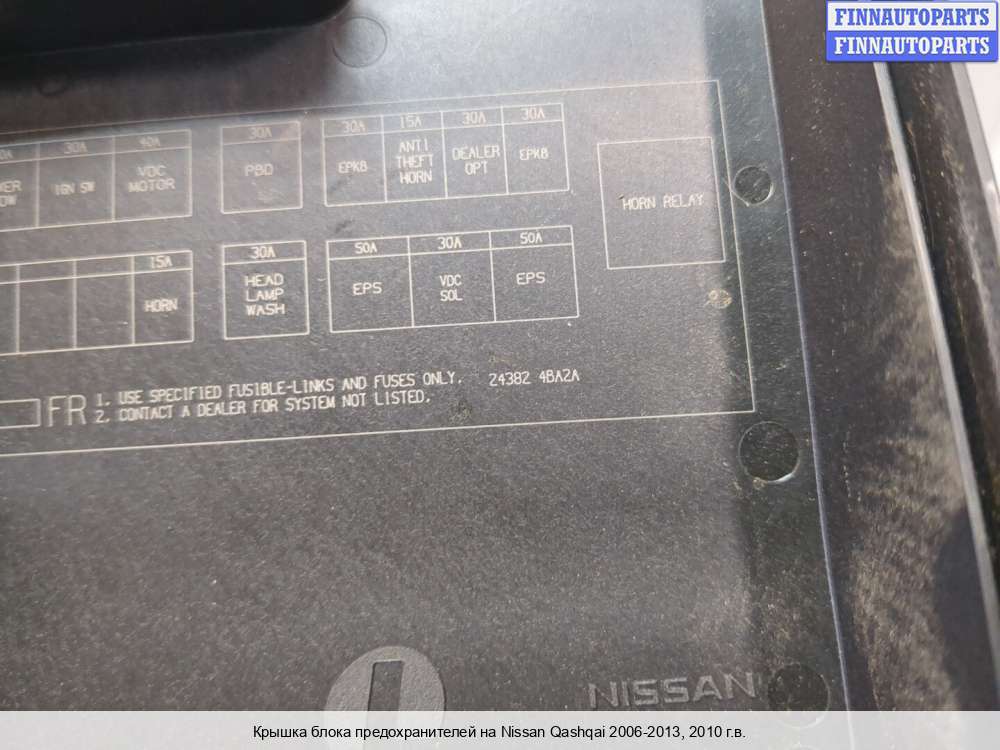 FINNAUTOPARTS
FINNAUTOPARTS
30A 40A 30A 30A 15A 30A 30A
IGN SW
VDC
MOTOR
PBD
EPKB
ANTI
THEFT
HORN
DEALER
OPT
EPKB
HORN RELAY
15A 30A 50A 30A 50A
HORN
HEAD
LAMP
WASH
EPS
VDC
SOL
EPS
FR
1. USE SPECIFIED FUSIBLE-LINKS AND FUSES ONLY. 24382 4BA2A
2. CONTACT A DEALER FOR SYSTEM NOT LISTED.
NISSAN
Крышка блока предохранителей на Nissan Qashqai 2006-2013, 2010 г.в.